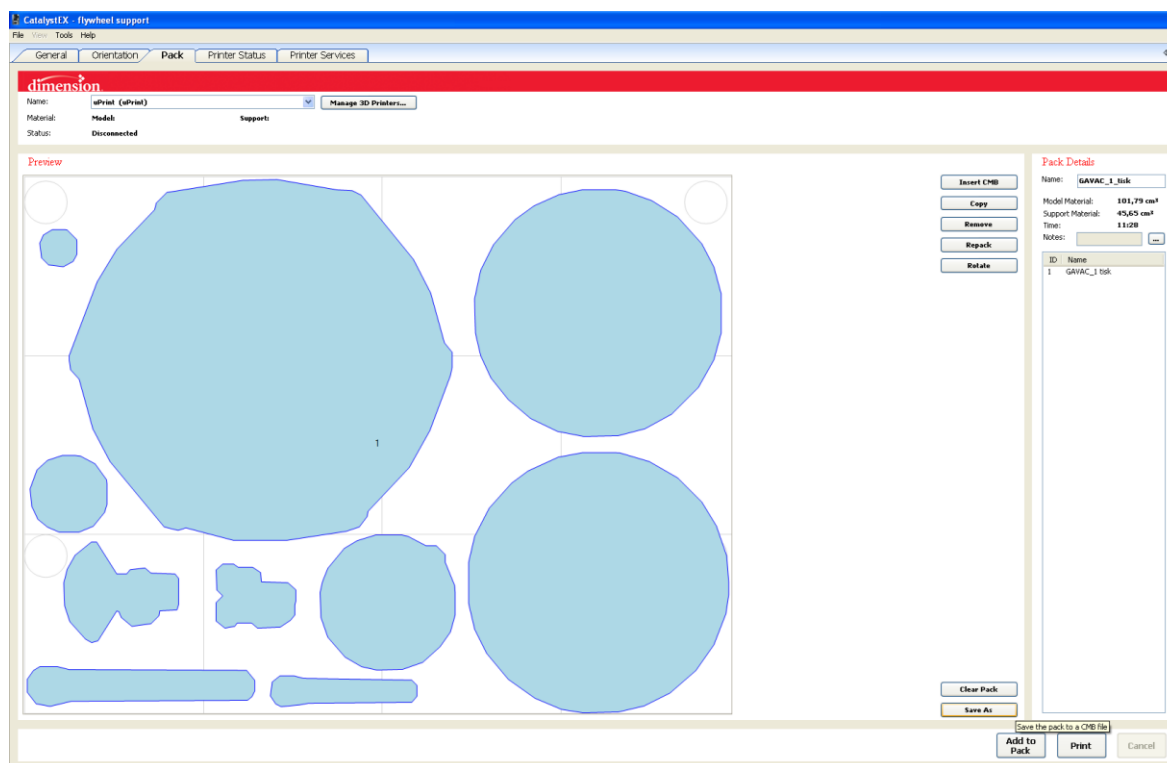 CatalystEX - flywheel support
File View Tools Help
General Orientation Pack Printer Status Printer Services
dimension
Name: uPrint (uPrint) Manage 3D Printers...
Material: Model: Support:
Status: Disconnected
Preview
Insert CMB
Copy
Remove
Repack
Rotate
1
Clear Pack
Save As
Pack Details
Name: GAVAC_1_tisk
Model Material: 101,79 cm³
Support Material: 45,65 cm³
Time: 11:20
Notes: ...
ID Name
1 GAVAC_1 tisk
Save the pack to a CMB file
Add to Pack Print Cancel